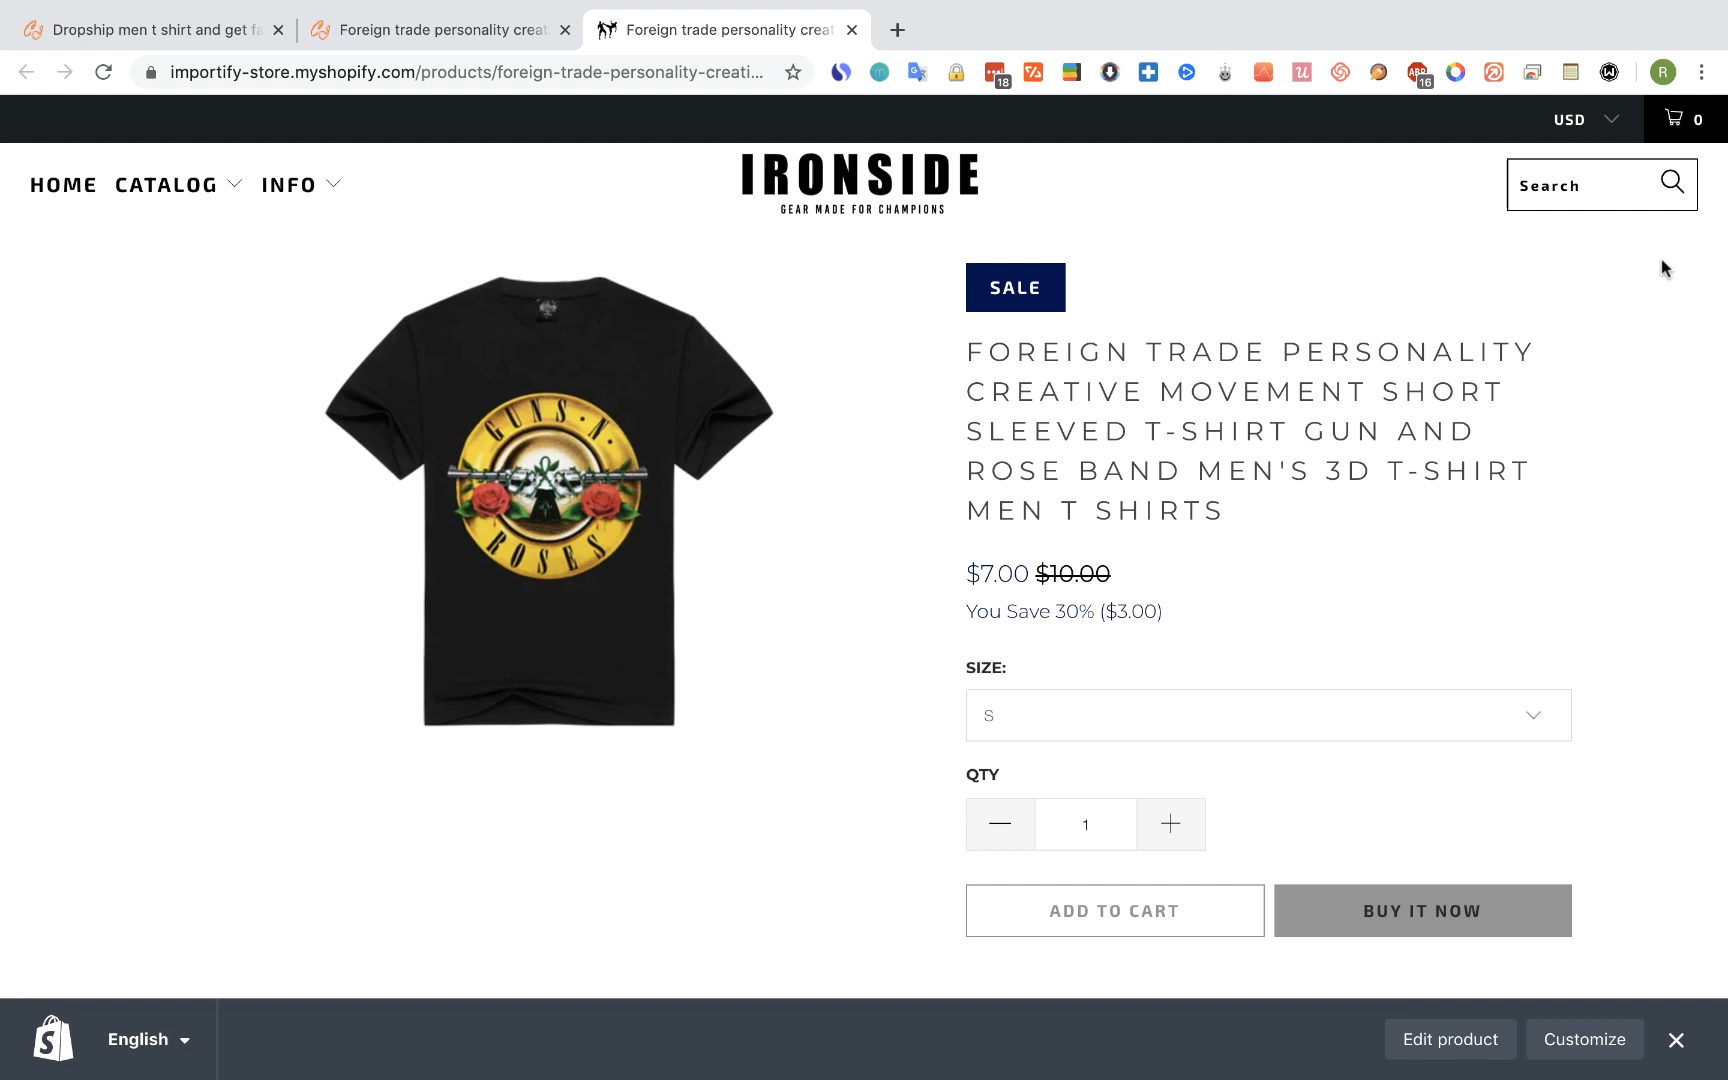 Dropship men t shirt and get fa
Foreign trade personality creat
Foreign trade personality creat
importify-store.myshopify.com/products/foreign-trade-personality-creati...
18
ABP
16
R
USD
0
HOME CATALOG INFO
IRONSIDE
GEAR MADE FOR CHAMPIONS
Search
GUNS·N·
ROSES
SALE
FOREIGN TRADE PERSONALITY
CREATIVE MOVEMENT SHORT
SLEEVED T-SHIRT GUN AND
ROSE BAND MEN'S 3D T-SHIRT
MEN T SHIRTS
$7.00 $10.00
You Save 30% ($3.00)
SIZE:
S
QTY
1
ADD TO CART
BUY IT NOW
English
Edit product
Customize